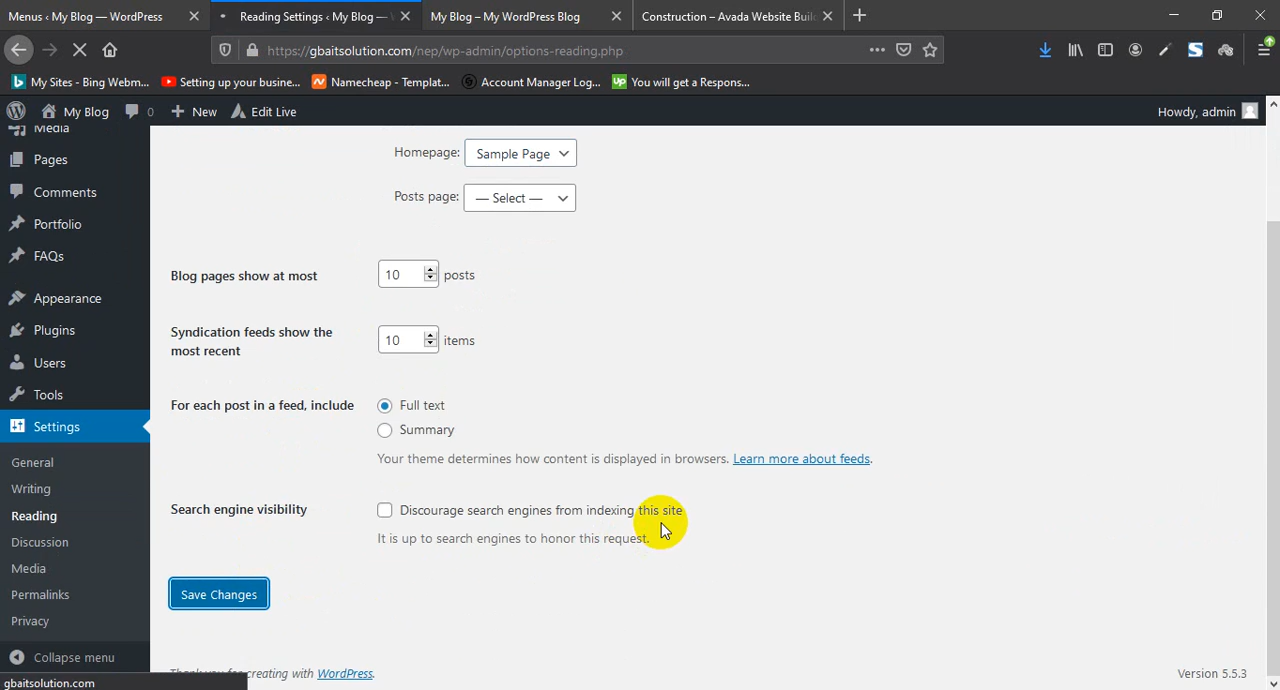 Menus ‹ My Blog — WordPress
Reading Settings ‹ My Blog —
My Blog – My WordPress Blog
Construction – Avada Website Buil
https://gbaitsolution.com/nep/wp-admin/options-reading.php
My Sites - Bing Webm...
Setting up your busine...
Namecheap - Templat...
Account Manager Log...
Up You will get a Respons...
My Blog
0
New
Edit Live
Howdy, admin
Media
Pages
Comments
Portfolio
FAQs
Appearance
Plugins
Users
Tools
Settings
General
Writing
Reading
Discussion
Media
Permalinks
Privacy
Collapse menu
gbaitsolution.com
Homepage: Sample Page
Posts page: — Select —
Blog pages show at most 10 posts
Syndication feeds show the
most recent
10 items
For each post in a feed, include
Full text
Summary
Your theme determines how content is displayed in browsers. Learn more about feeds.
Search engine visibility
Discourage search engines from indexing this site
It is up to search engines to honor this request.
Save Changes
Thank you for creating with WordPress.
Version 5.5.3